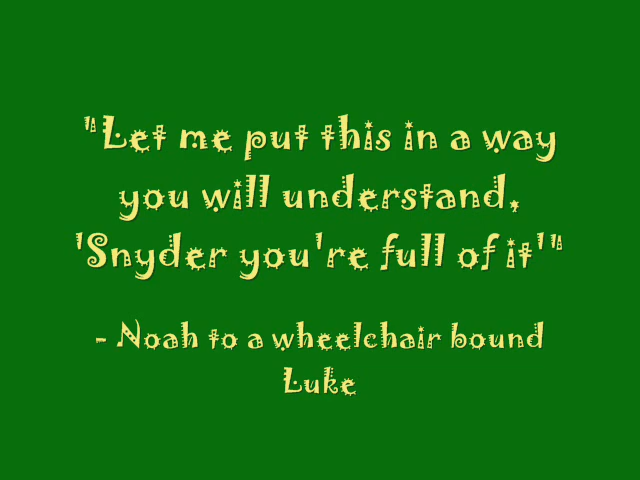 "Let me put this in a way
you will understand,
'Snyder you're full of it'"
- Noah to a wheelchair bound
Luke